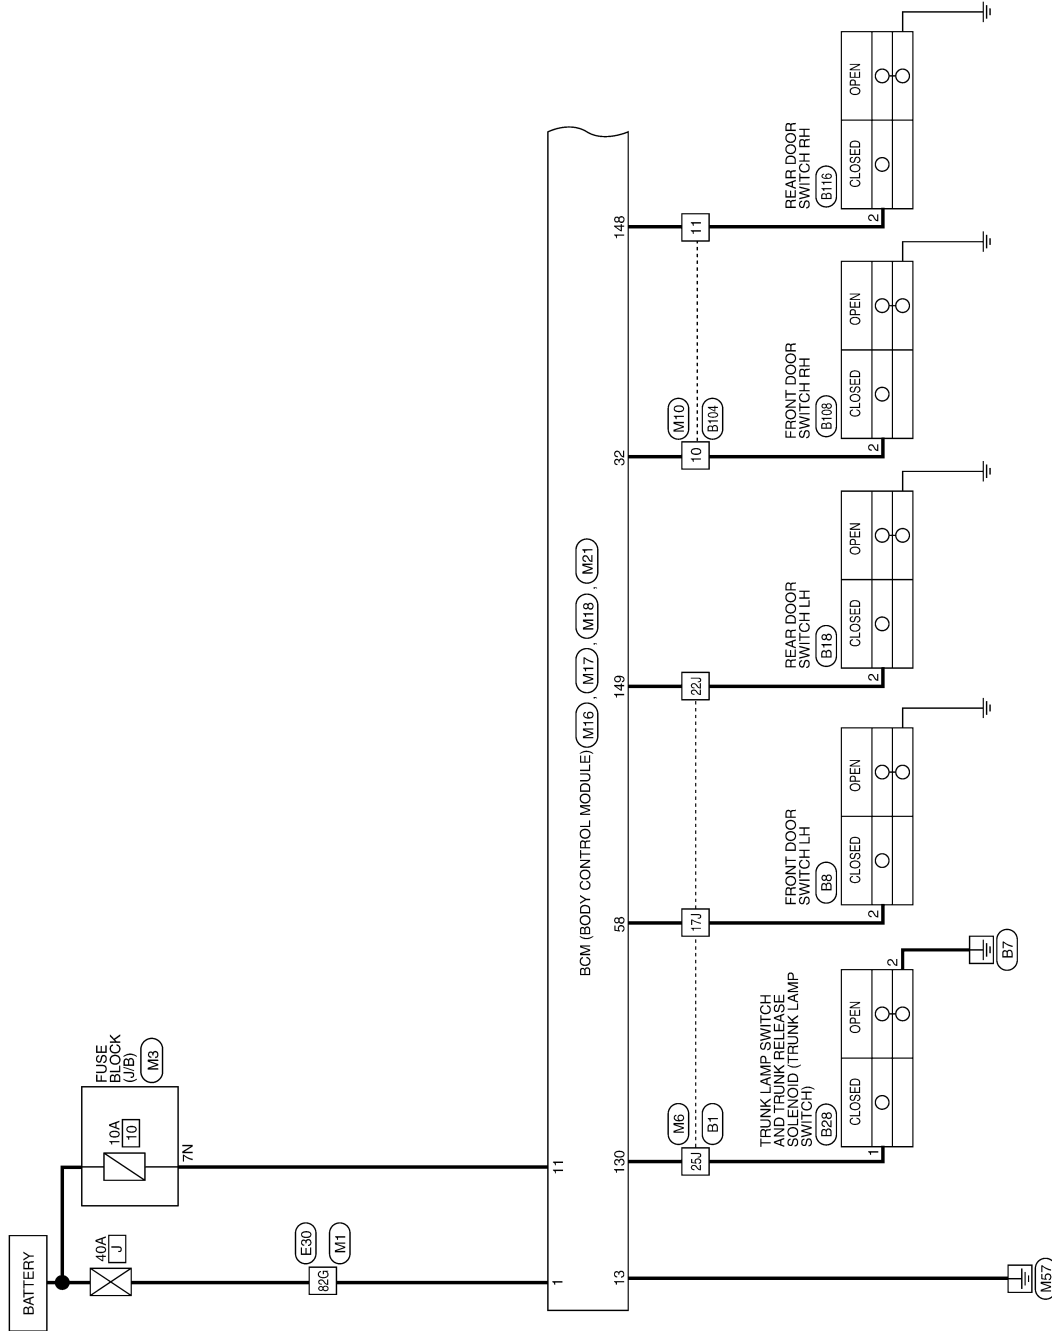 BATTERY
40A
J
E30
82G
M1
1
FUSE
BLOCK
(J/B)
M3
10A
10
7N
11
BCM (BODY CONTROL MODULE) M16 , M17 , M18 , M21
13
130
58
149
32
148
M57
M6
25J
B1
17J
22J
M10
10
B104
11
TRUNK LAMP SWITCH
AND TRUNK RELEASE
SOLENOID (TRUNK LAMP
SWITCH)
B28
1
CLOSED
OPEN
2
B7
FRONT DOOR
SWITCH LH
B8
2
CLOSED
OPEN
REAR DOOR
SWITCH LH
B18
2
CLOSED
OPEN
FRONT DOOR
SWITCH RH
B108
2
CLOSED
OPEN
REAR DOOR
SWITCH RH
B116
2
CLOSED
OPEN